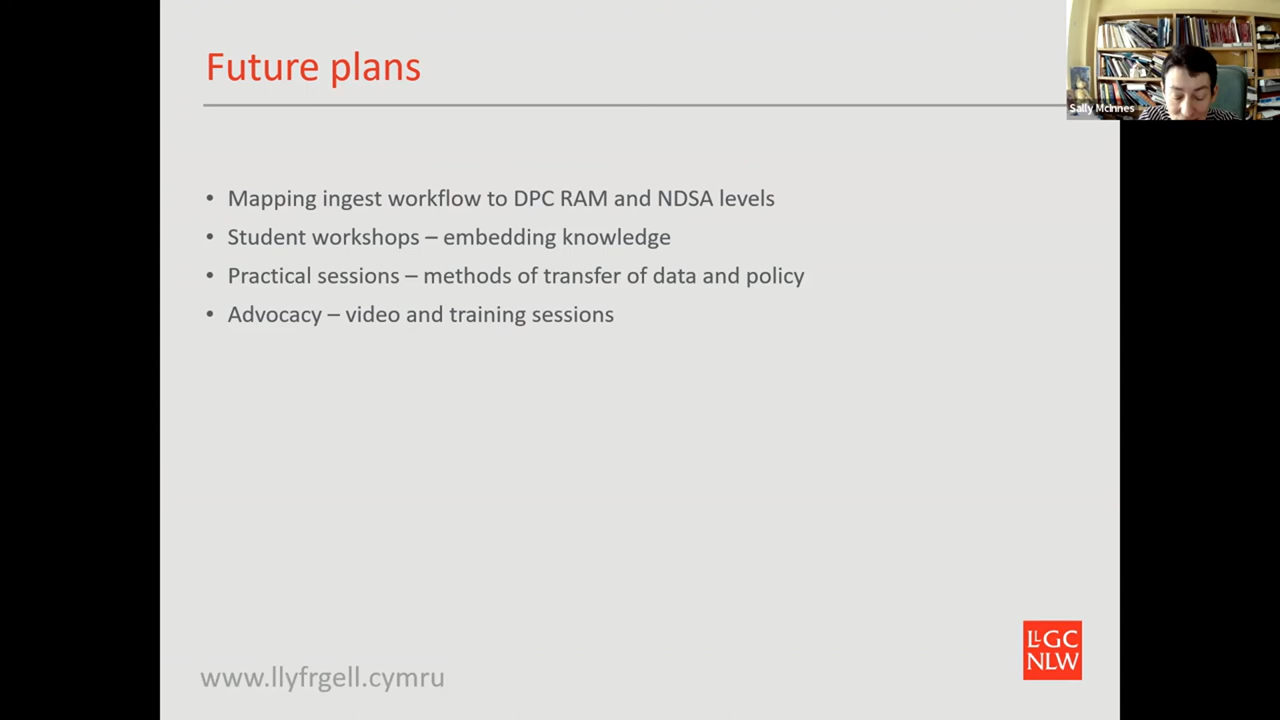 Future plans
Sally McInnes
• Mapping ingest workflow to DPC RAM and NDSA levels
• Student workshops – embedding knowledge
• Practical sessions – methods of transfer of data and policy
• Advocacy – video and training sessions
LLGC
NLW
www.llyfrgell.cymru